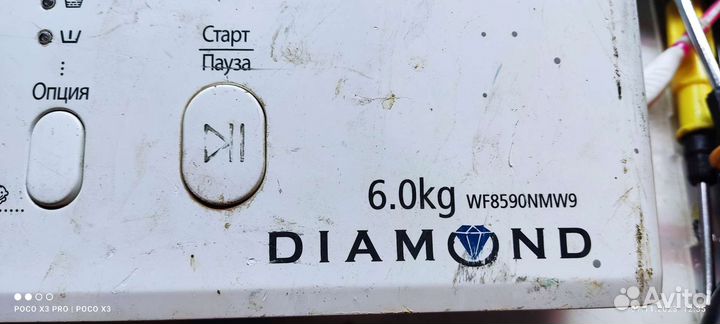 Старт
Пауза
Опция
6.0kg WF8590NMW9
DIAMOND
POCO X3 PRO | POCO X3
Avito